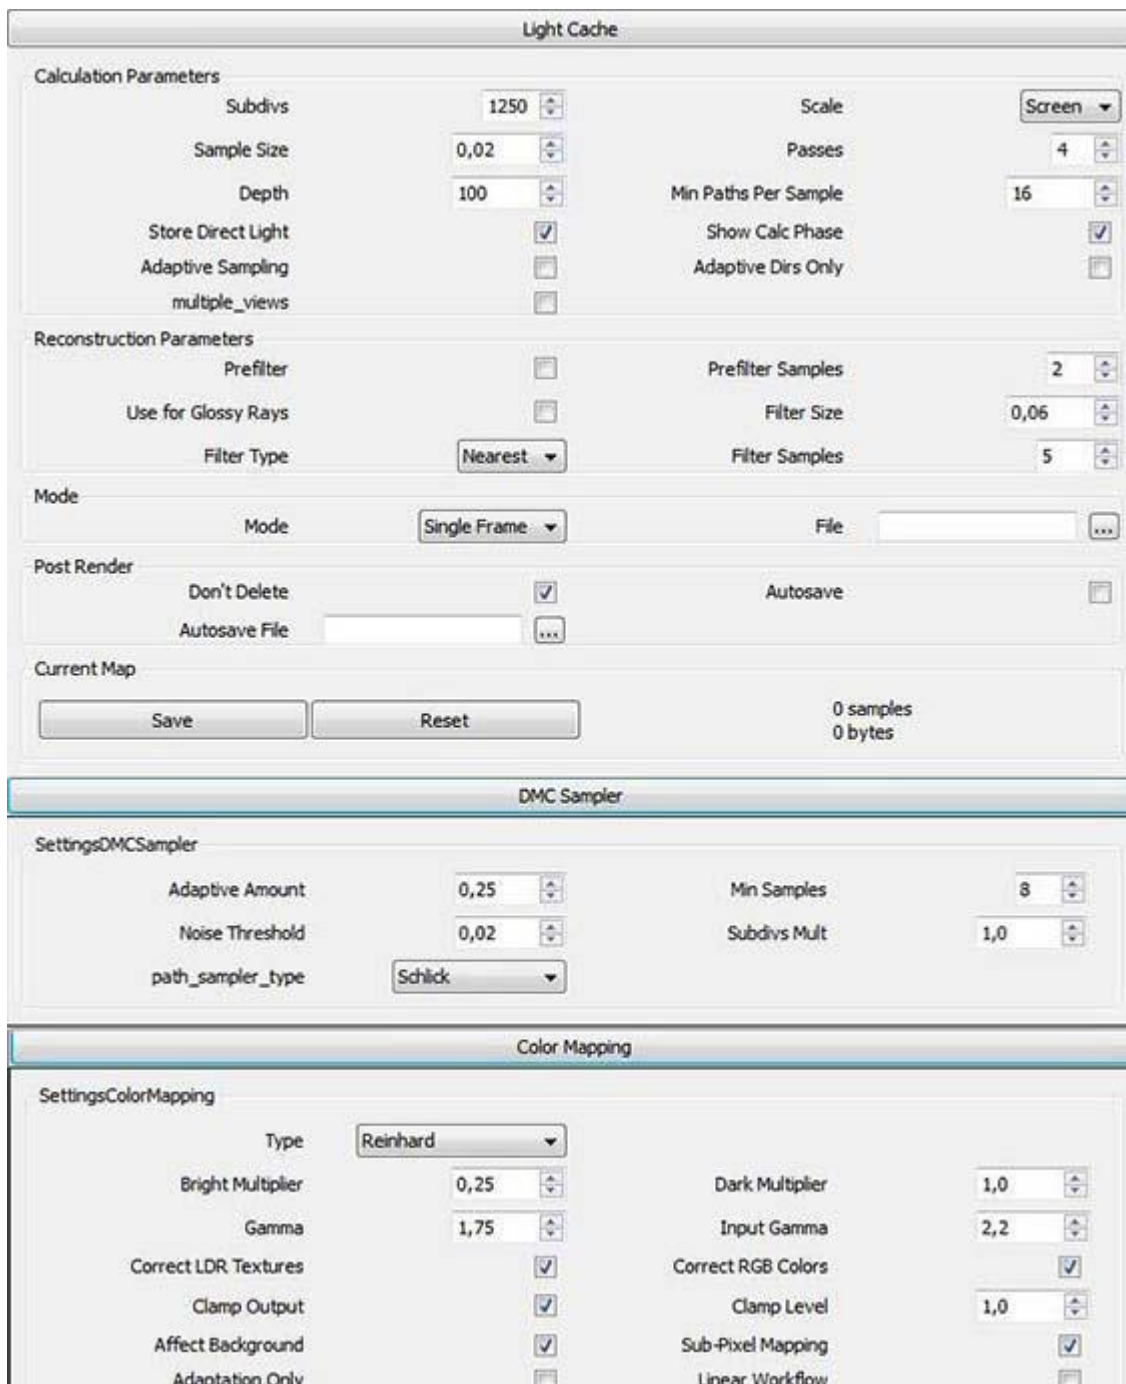 Light Cache
Calculation Parameters
Subdivs 1250 Scale Screen
Sample Size 0,02 Passes 4
Depth 100 Min Paths Per Sample 16
Store Direct Light Show Calc Phase
Adaptive Sampling Adaptive Dirs Only
multiple_views
Reconstruction Parameters
Prefilter Prefilter Samples 2
Use for Glossy Rays Filter Size 0,06
Filter Type Nearest Filter Samples 5
Mode
Mode Single Frame File ...
Post Render
Don't Delete Autosave
Autosave File ...
Current Map
Save Reset 0 samples
0 bytes
DMC Sampler
SettingsDMCSampler
Adaptive Amount 0,25 Min Samples 8
Noise Threshold 0,02 Subdivs Mult 1,0
path_sampler_type Schlick
Color Mapping
SettingsColorMapping
Type Reinhard
Bright Multiplier 0,25 Dark Multiplier 1,0
Gamma 1,75 Input Gamma 2,2
Correct LDR Textures Correct RGB Colors
Clamp Output Clamp Level 1,0
Affect Background Sub-Pixel Mapping
Adaptation Only Linear Workflow